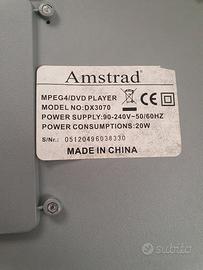 Amstrad
MPEG4/DVD PLAYER
MODEL NO:DX3070
POWER SUPPLY:90-240V~50/60HZ
POWER CONSUMPTIONS:20W
S/Nr.: 05120496038330
MADE IN CHINA
subito